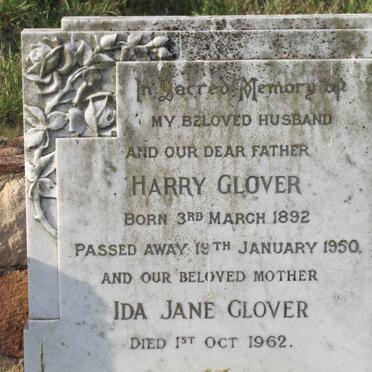 In Sacred Memory of
MY BELOVED HUSBAND
AND OUR DEAR FATHER
HARRY GLOVER
BORN 3RD MARCH 1892
PASSED AWAY 19TH JANUARY 1950.
AND OUR BELOVED MOTHER
IDA JANE GLOVER
DIED 1ST OCT 1962.